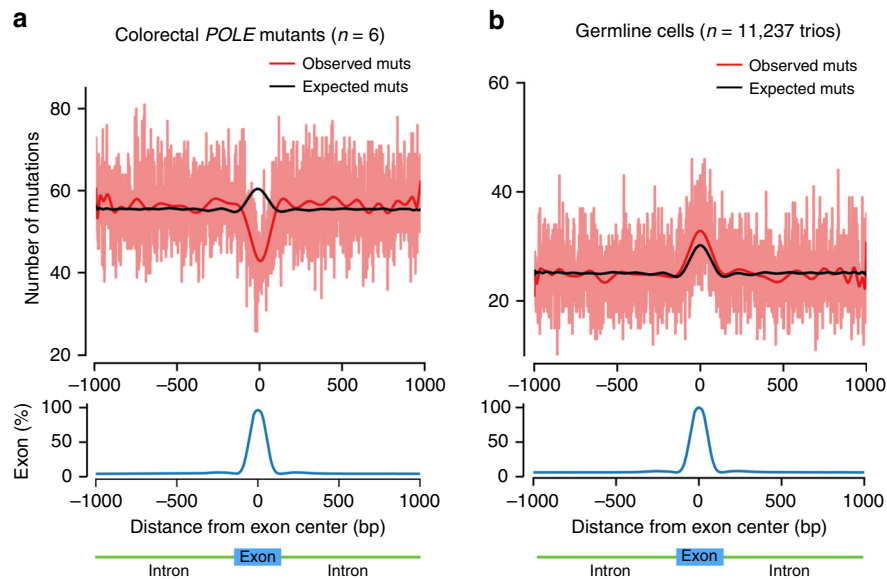 a
Colorectal POLE mutants (n = 6)
Observed muts
Expected muts
Number of mutations
80
60
40
20
−1000
−500
0
500
1000
Exon (%)
100
50
0
−1000
−500
0
500
1000
Distance from exon center (bp)
Exon
Intron
Intron
b
Germline cells (n = 11,237 trios)
Observed muts
Expected muts
60
40
20
−1000
−500
0
500
1000
100
50
0
−1000
−500
0
500
1000
Distance from exon center (bp)
Exon
Intron
Intron